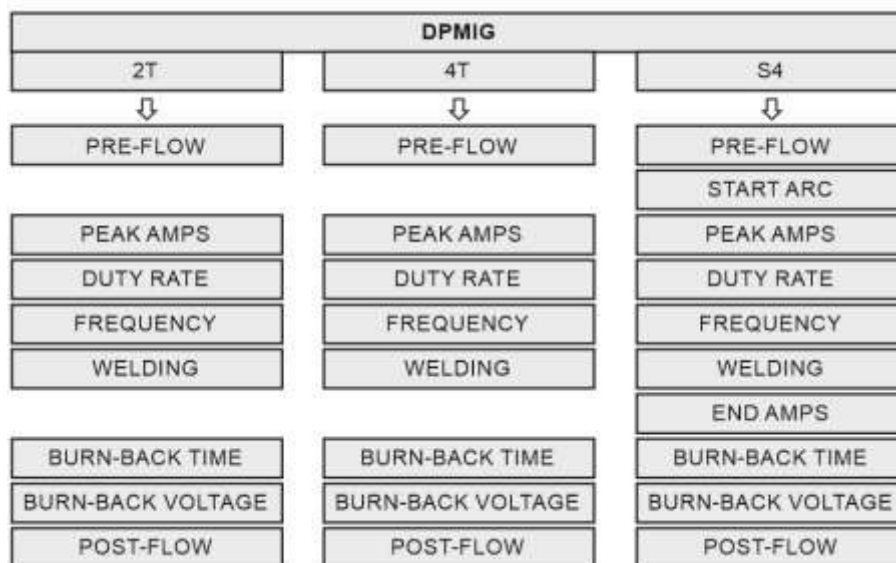 DPMIG
2T 4T S4
PRE-FLOW PRE-FLOW PRE-FLOW
START ARC
PEAK AMPS PEAK AMPS PEAK AMPS
DUTY RATE DUTY RATE DUTY RATE
FREQUENCY FREQUENCY FREQUENCY
WELDING WELDING WELDING
END AMPS
BURN-BACK TIME BURN-BACK TIME BURN-BACK TIME
BURN-BACK VOLTAGE BURN-BACK VOLTAGE BURN-BACK VOLTAGE
POST-FLOW POST-FLOW POST-FLOW